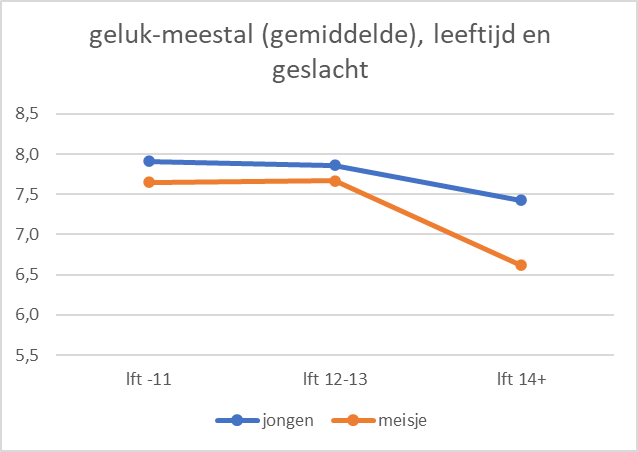 geluk-meestal (gemiddelde), leeftijd en
geslacht
8,5
8,0
7,5
7,0
6,5
6,0
5,5
lft -11 lft 12-13 lft 14+
jongen meisje